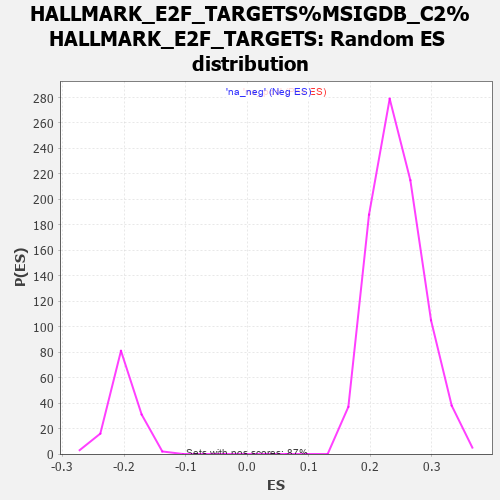 HALLMARK_E2F_TARGETS%MSIGDB_C2%
HALLMARK_E2F_TARGETS: Random ES
distribution
'na_neg' (Neg ES) ES)
280
260
240
220
200
180
160
140
120
100
80
60
40
20
0
P(ES)
Sets with pos scores: 87%
-0.3 -0.2 -0.1 0.0 0.1 0.2 0.3
ES